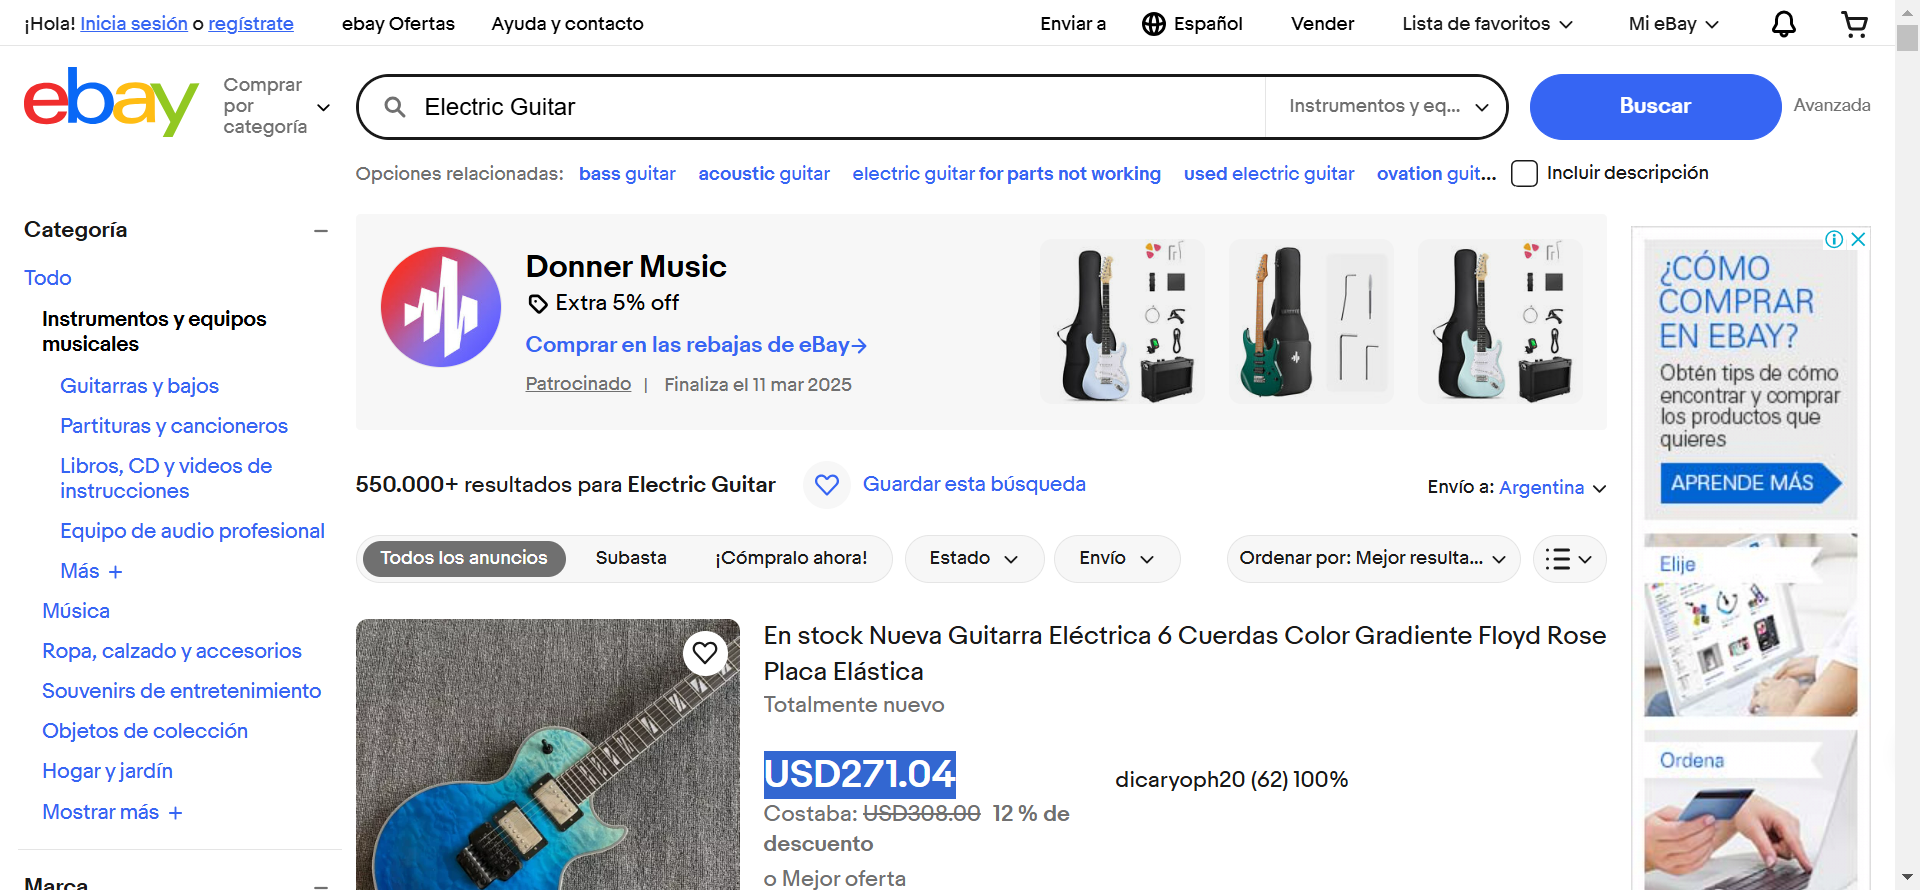 ¡Hola! Inicia sesión o regístrate
ebay Ofertas
Ayuda y contacto
Enviar a
Español
Vender
Lista de favoritos
Mi eBay
ebay
Comprar
por
categoría
Electric Guitar
Instrumentos y eq...
Buscar
Avanzada
Opciones relacionadas: bass guitar acoustic guitar electric guitar for parts not working used electric guitar ovation guit...
Incluir descripción
Categoría
Todo
Instrumentos y equipos
musicales
Guitarras y bajos
Partituras y cancioneros
Libros, CD y videos de
instrucciones
Equipo de audio profesional
Más +
Música
Ropa, calzado y accesorios
Souvenirs de entretenimiento
Objetos de colección
Hogar y jardín
Mostrar más +
Marca
Donner Music
Extra 5% off
Comprar en las rebajas de eBay→
Patrocinado | Finaliza el 11 mar 2025
550.000+ resultados para Electric Guitar
Guardar esta búsqueda
Envío a: Argentina
Todos los anuncios
Subasta
¡Cómpralo ahora!
Estado
Envío
Ordenar por: Mejor resulta...
En stock Nueva Guitarra Eléctrica 6 Cuerdas Color Gradiente Floyd Rose
Placa Elástica
Totalmente nuevo
USD271.04
dicaryoph20 (62) 100%
Costaba: USD308.00 12 % de
descuento
o Mejor oferta
¿CÓMO
COMPRAR
EN EBAY?
Obtén tips de cómo
encontrar y comprar
los productos que
quieres
APRENDE MÁS
Elije
Ordena